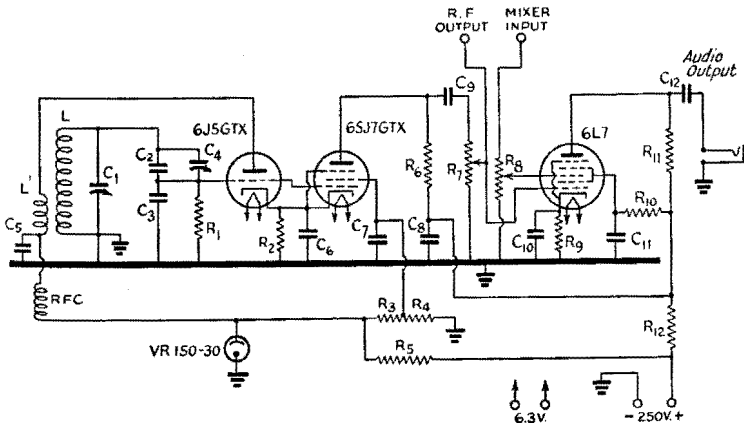 R.F. OUTPUT
MIXER INPUT
Audio Output
C9
C12
L
6J5GTX
6SJ7GTX
6L7
C2
C4
C1
L'
R6
R7
R8
R11
C3
R1
R2
C5
C6
C7
C8
C10
R9
R10
C11
RFC
R3
R4
R12
VR 150-30
R5
6.3V.
- 250V. +